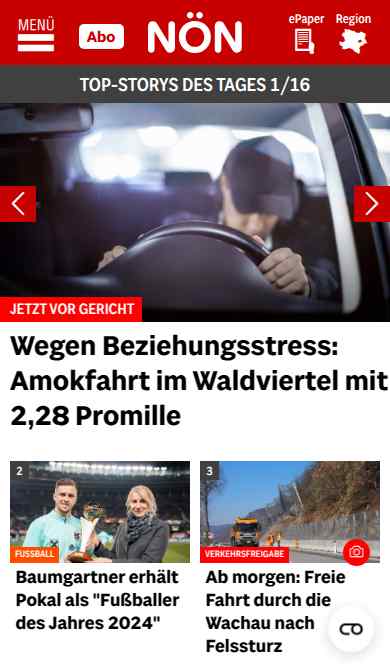 MENÜ
Abo
NÖN
ePaper
Region
TOP-STORYS DES TAGES 1/16
JETZT VOR GERICHT
Wegen Beziehungsstress:
Amokfahrt im Waldviertel mit
2,28 Promille
2
FUSSBALL
Baumgartner erhält
Pokal als "Fußballer
des Jahres 2024"
3
VERKEHRSFREIGABE
Ab morgen: Freie
Fahrt durch die
Wachau nach
Felssturz